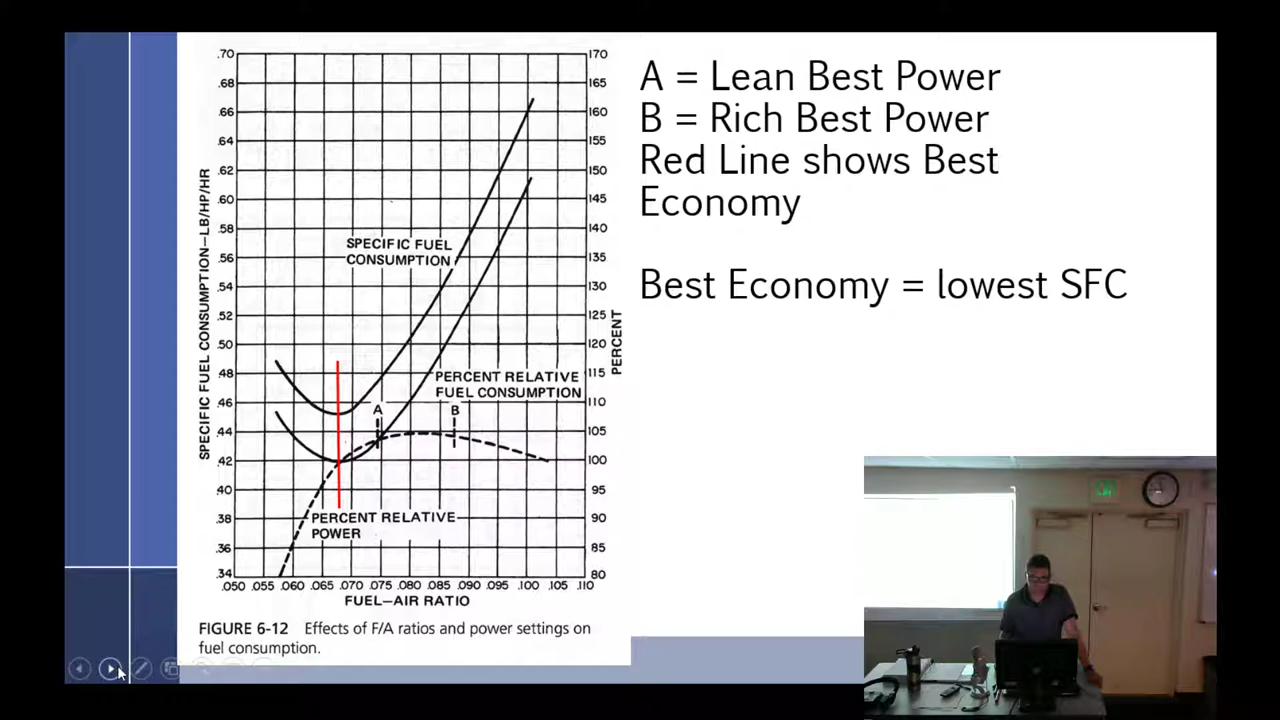 A = Lean Best Power
B = Rich Best Power
Red Line shows Best
Economy
Best Economy = lowest SFC
.70
.68
.66
.64
.62
.60
.58
.56
.54
.52
.50
.48
.46
.44
.42
.40
.38
.36
.34
SPECIFIC FUEL CONSUMPTION—LB/HP/HR
SPECIFIC FUEL
CONSUMPTION
PERCENT RELATIVE
FUEL CONSUMPTION
A
B
PERCENT RELATIVE
POWER
170
165
160
155
150
145
140
135
130
125
120
115
110
105
100
95
90
85
80
PERCENT
.050 .055 .060 .065 .070 .075 .080 .085 .090 .095 .100 .105 .110
FUEL—AIR RATIO
FIGURE 6-12 Effects of F/A ratios and power settings on
fuel consumption.